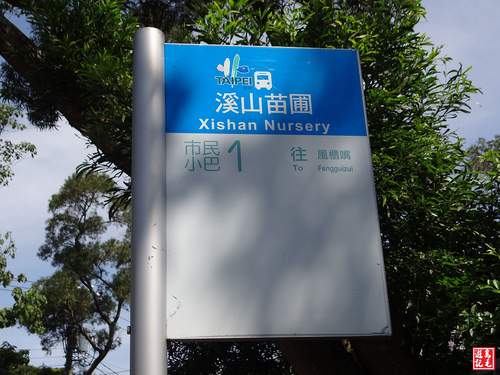 TAIPEI
溪山苗圃
Xishan Nursery
市民小巴 1 往 風櫃嘴
To Fengguizui